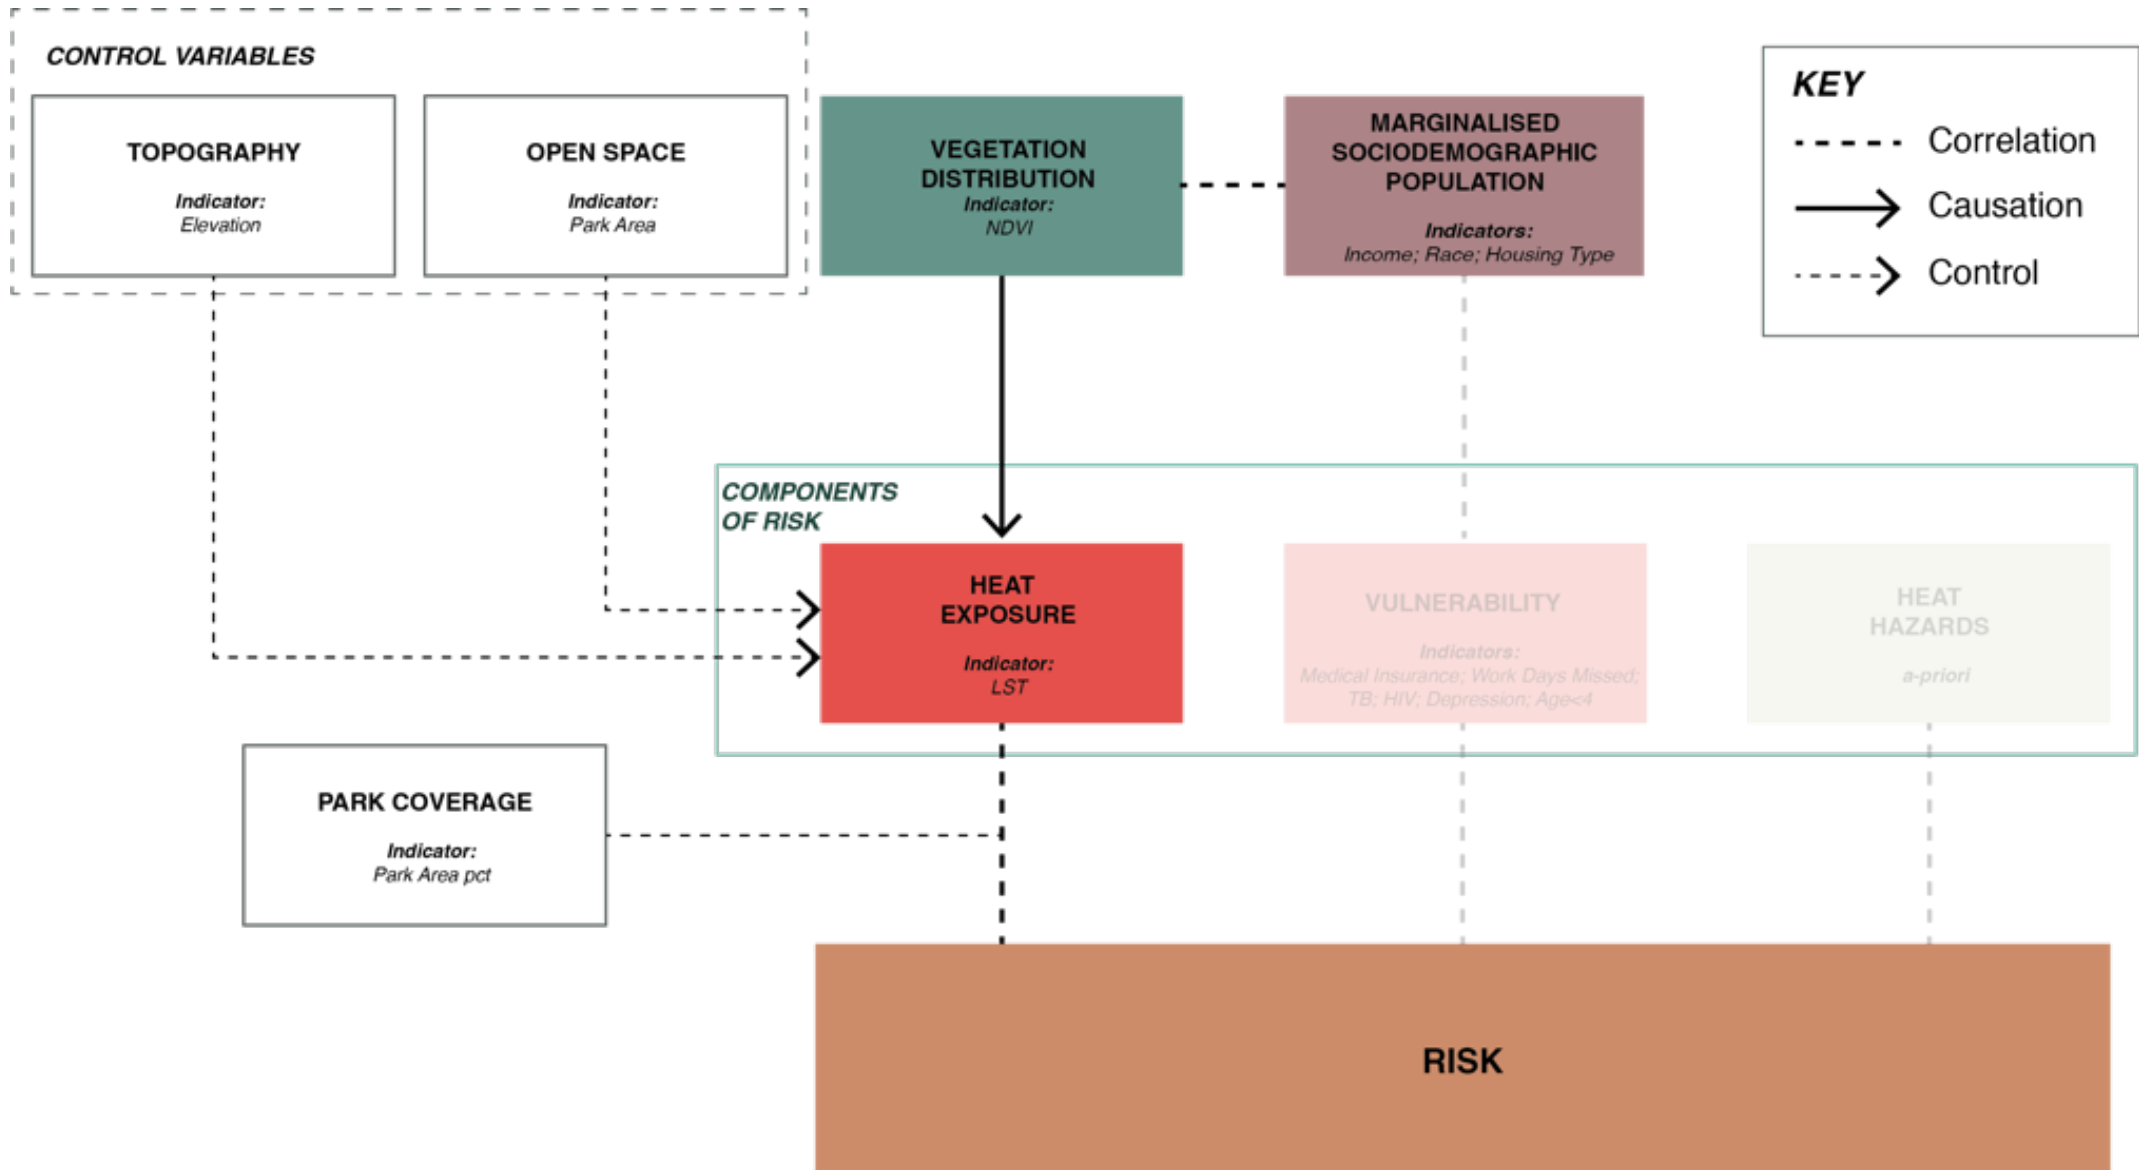 CONTROL VARIABLES
TOPOGRAPHY
Indicator:
Elevation
OPEN SPACE
Indicator:
Park Area
VEGETATION
DISTRIBUTION
Indicator:
NDVI
MARGINALISED
SOCIODEMOGRAPHIC
POPULATION
Indicators:
Income; Race; Housing Type
KEY
Correlation
Causation
Control
COMPONENTS
OF RISK
HEAT
EXPOSURE
Indicator:
LST
VULNERABILITY
Indicators:
Medical Insurance; Work Days Missed;
TB; HIV; Depression; Age<4
HEAT
HAZARDS
a-priori
PARK COVERAGE
Indicator:
Park Area pct
RISK